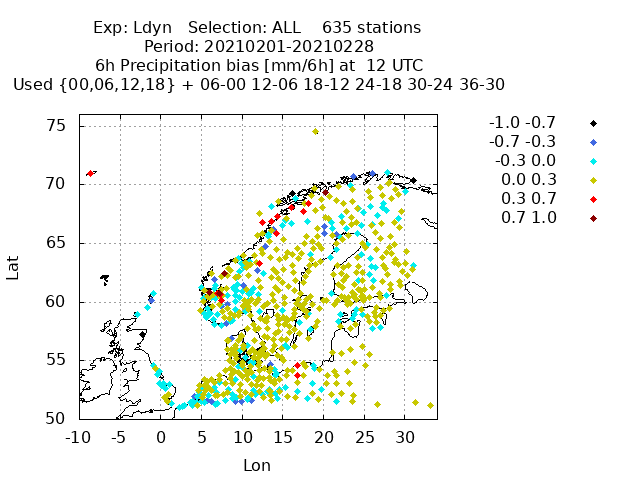 Exp: Ldyn   Selection: ALL    635 stations
Period: 20210201-20210228
6h Precipitation bias [mm/6h] at  12 UTC
Used {00,06,12,18} + 06-00 12-06 18-12 24-18 30-24 36-30
-1.0 -0.7
-0.7 -0.3
-0.3 0.0
0.0 0.3
0.3 0.7
0.7 1.0
75
70
65
60
55
50
Lat
-10 -5 0 5 10 15 20 25 30
Lon